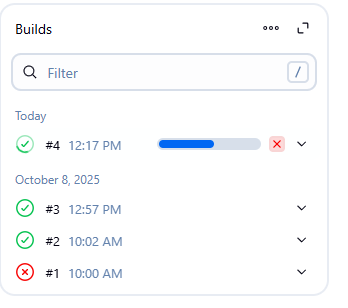 Builds
Filter
/
Today
#4 12:17 PM
October 8, 2025
#3 12:57 PM
#2 10:02 AM
#1 10:00 AM